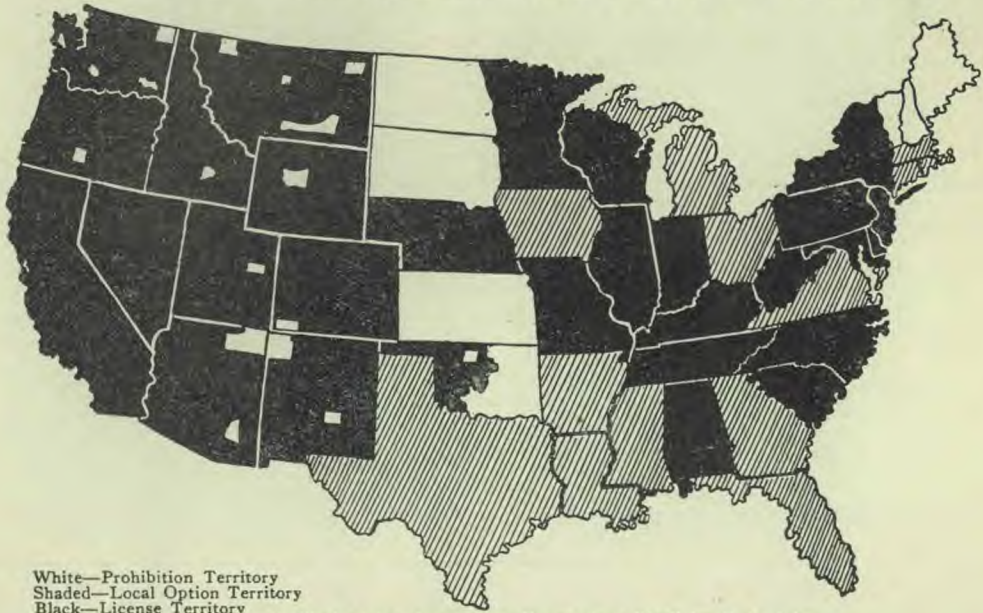 White—Prohibition Territory
Shaded—Local Option Territory
Black—License Territory